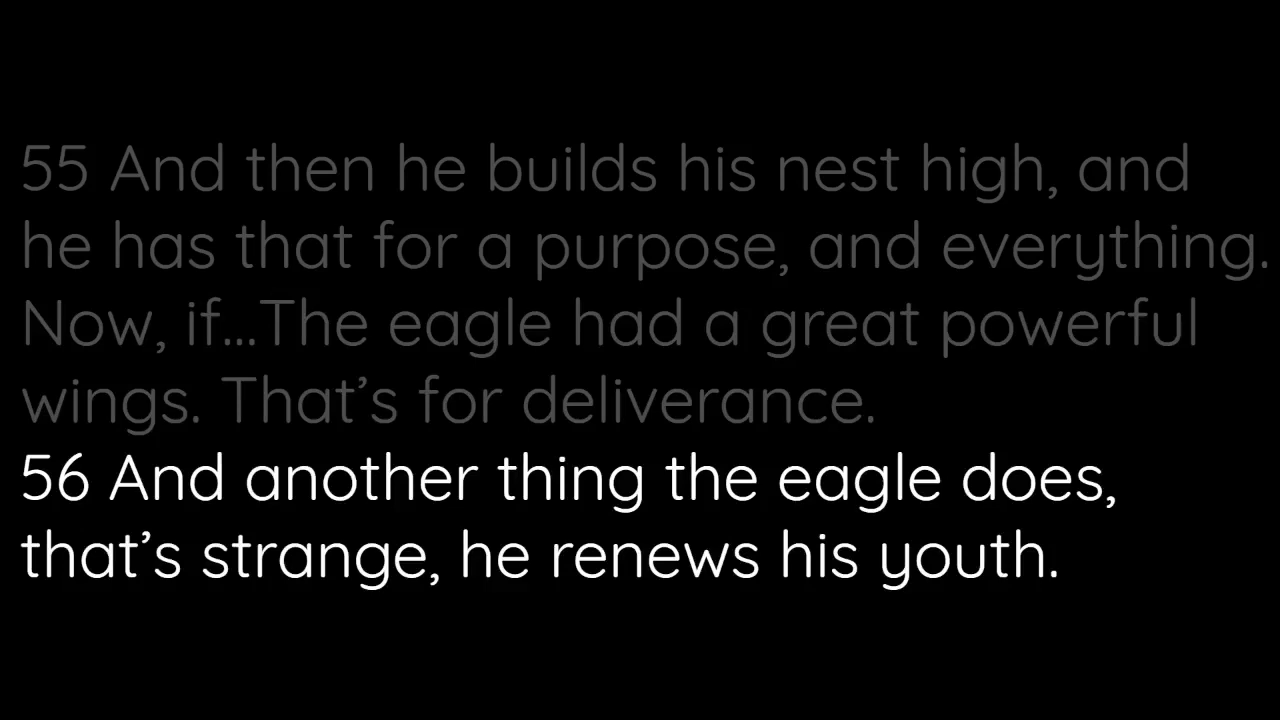 55 And then he builds his nest high, and
he has that for a purpose, and everything.
Now, if...The eagle had a great powerful
wings. That’s for deliverance.
56 And another thing the eagle does,
that’s strange, he renews his youth.